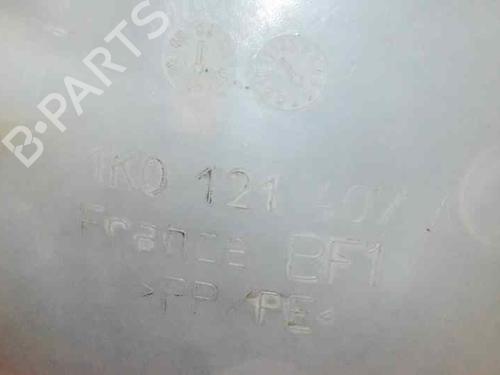 B-PARTS
1K0 121
France BF1
>PP/PE<